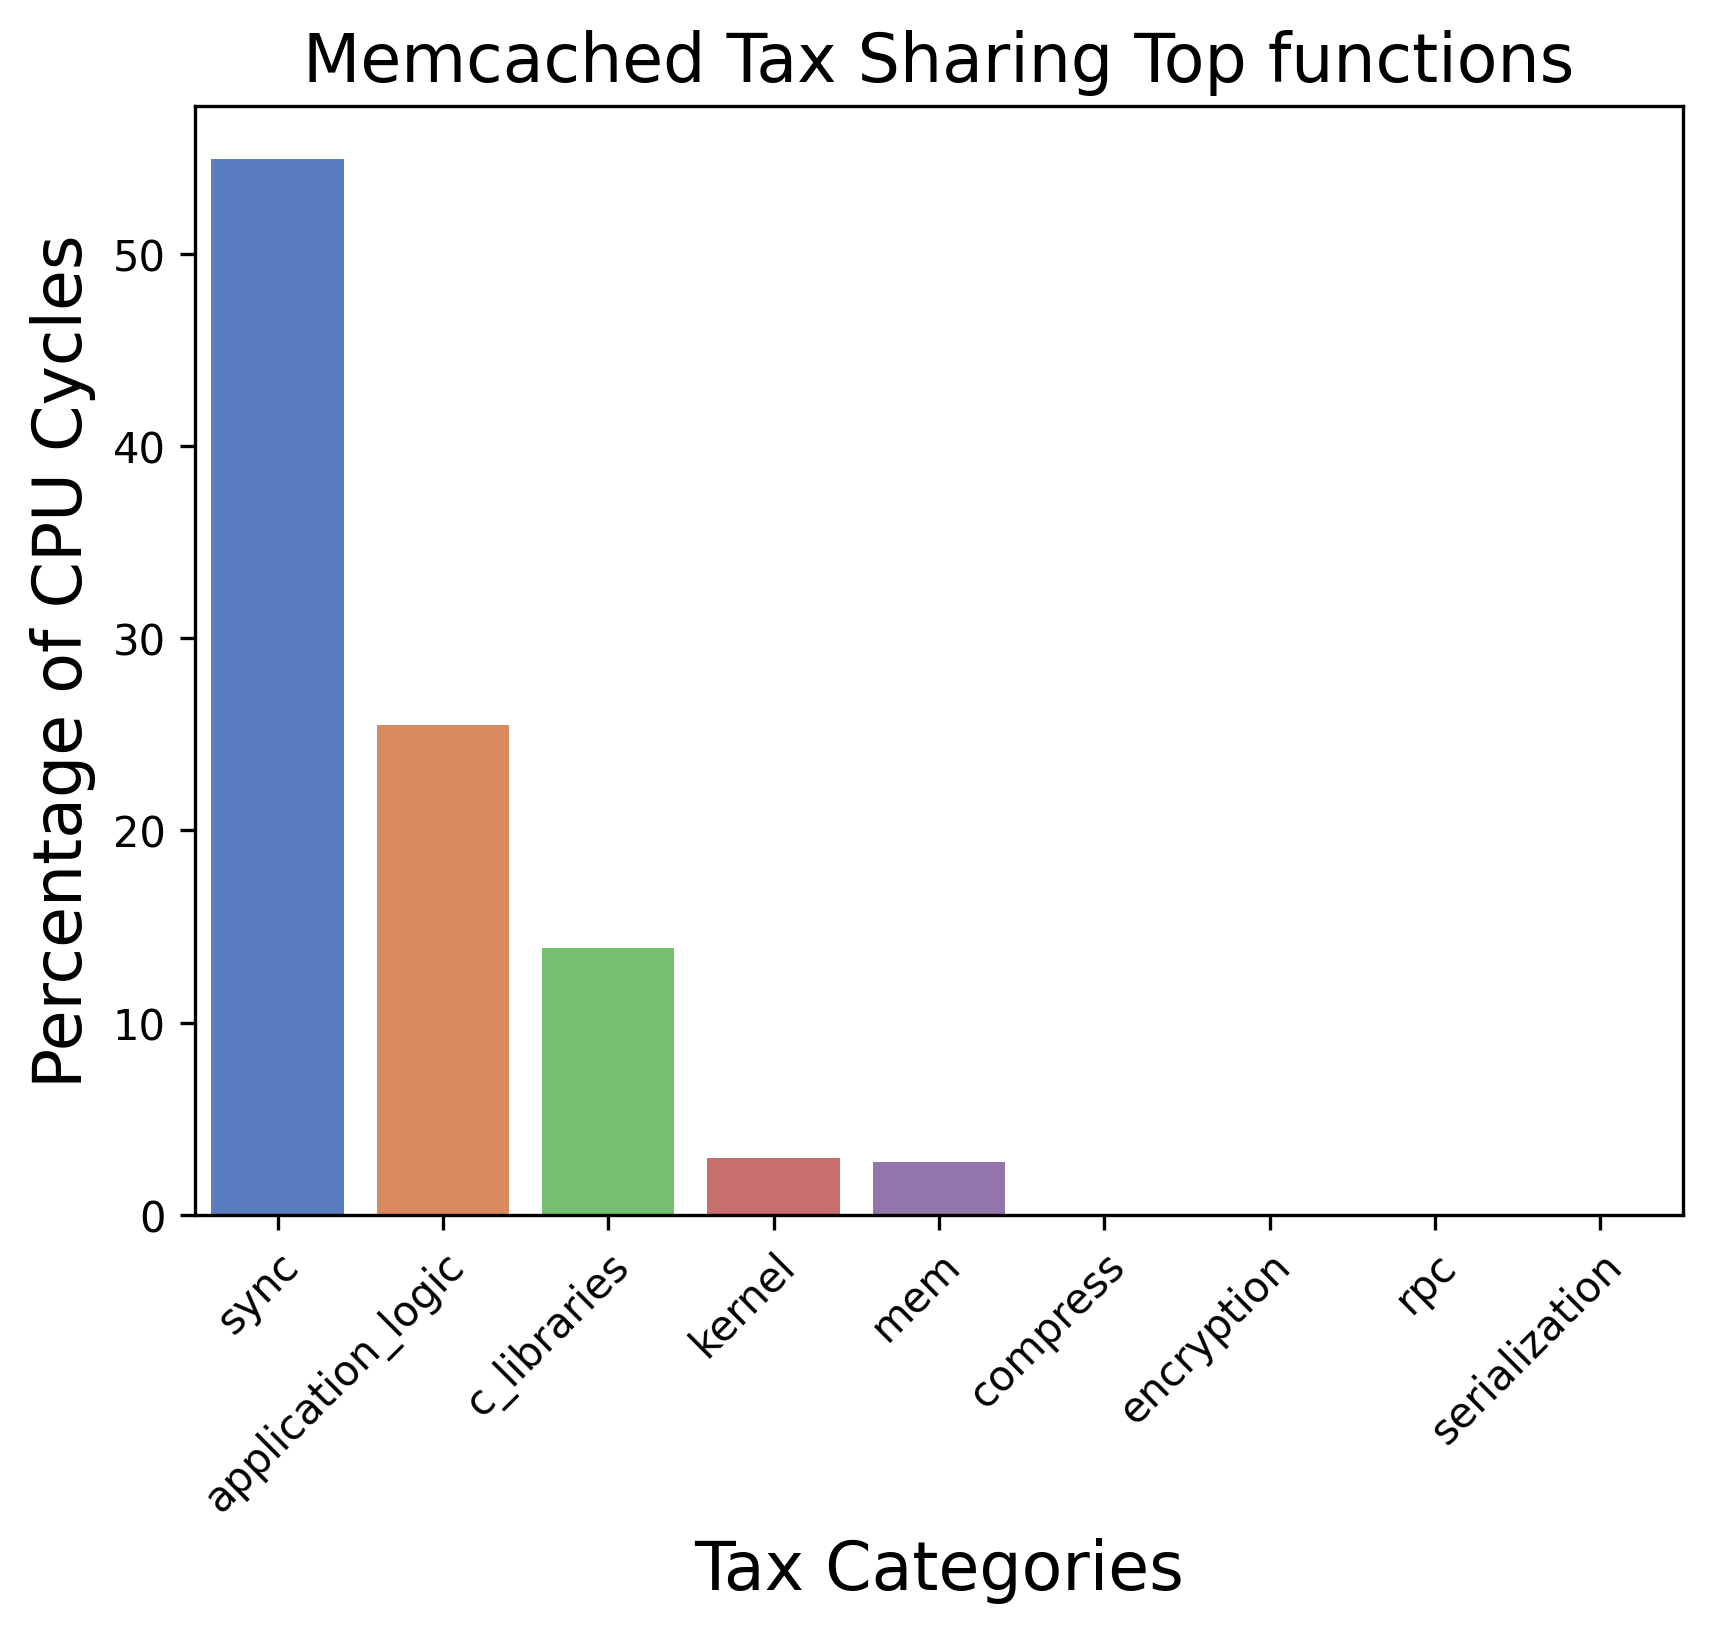 Memcached Tax Sharing Top functions
Percentage of CPU Cycles
50
40
30
20
10
0
sync
application_logic
c_libraries
kernel
mem
compress
encryption
rpc
serialization
Tax Categories